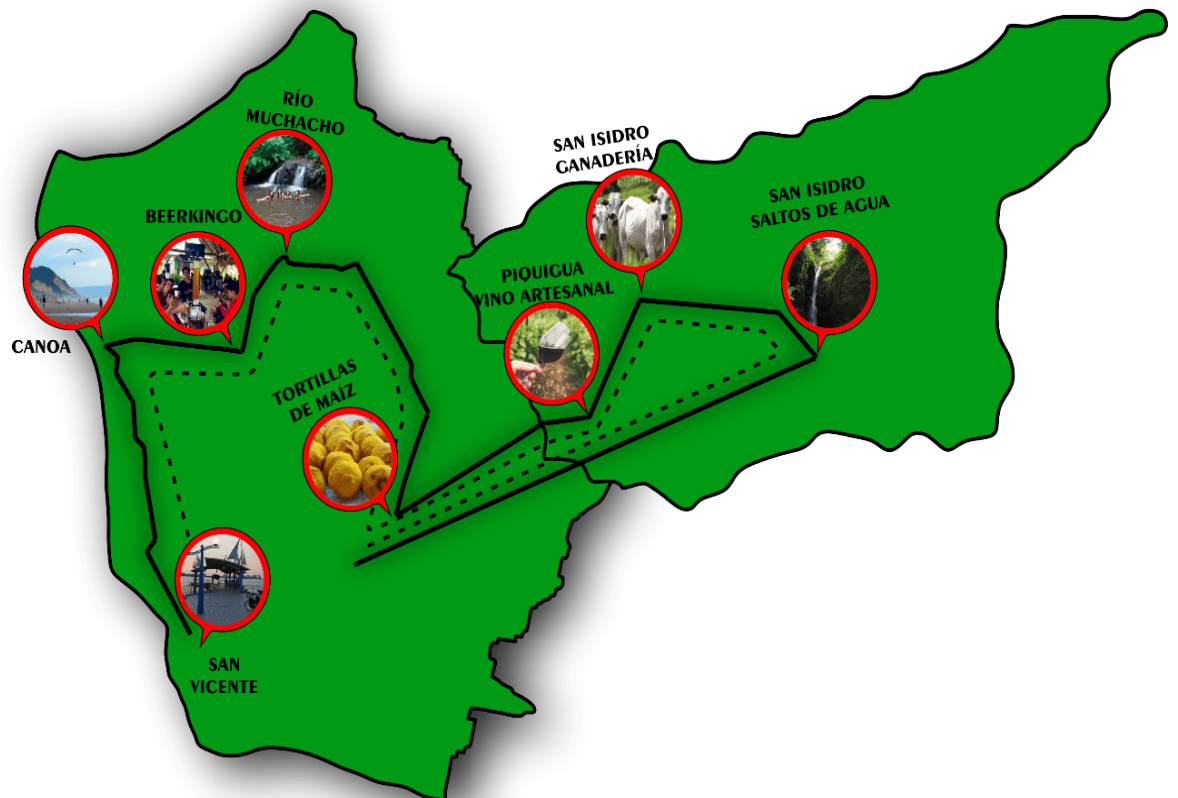 RÍO
MUCHACHO
BEERKINGO
CANOA
TORTILLAS
DE MAÍZ
SAN
VICENTE
SAN ISIDRO
GANADERÍA
PIQUIGUA
VINO ARTESANAL
SAN ISIDRO
SALTOS DE AGUA